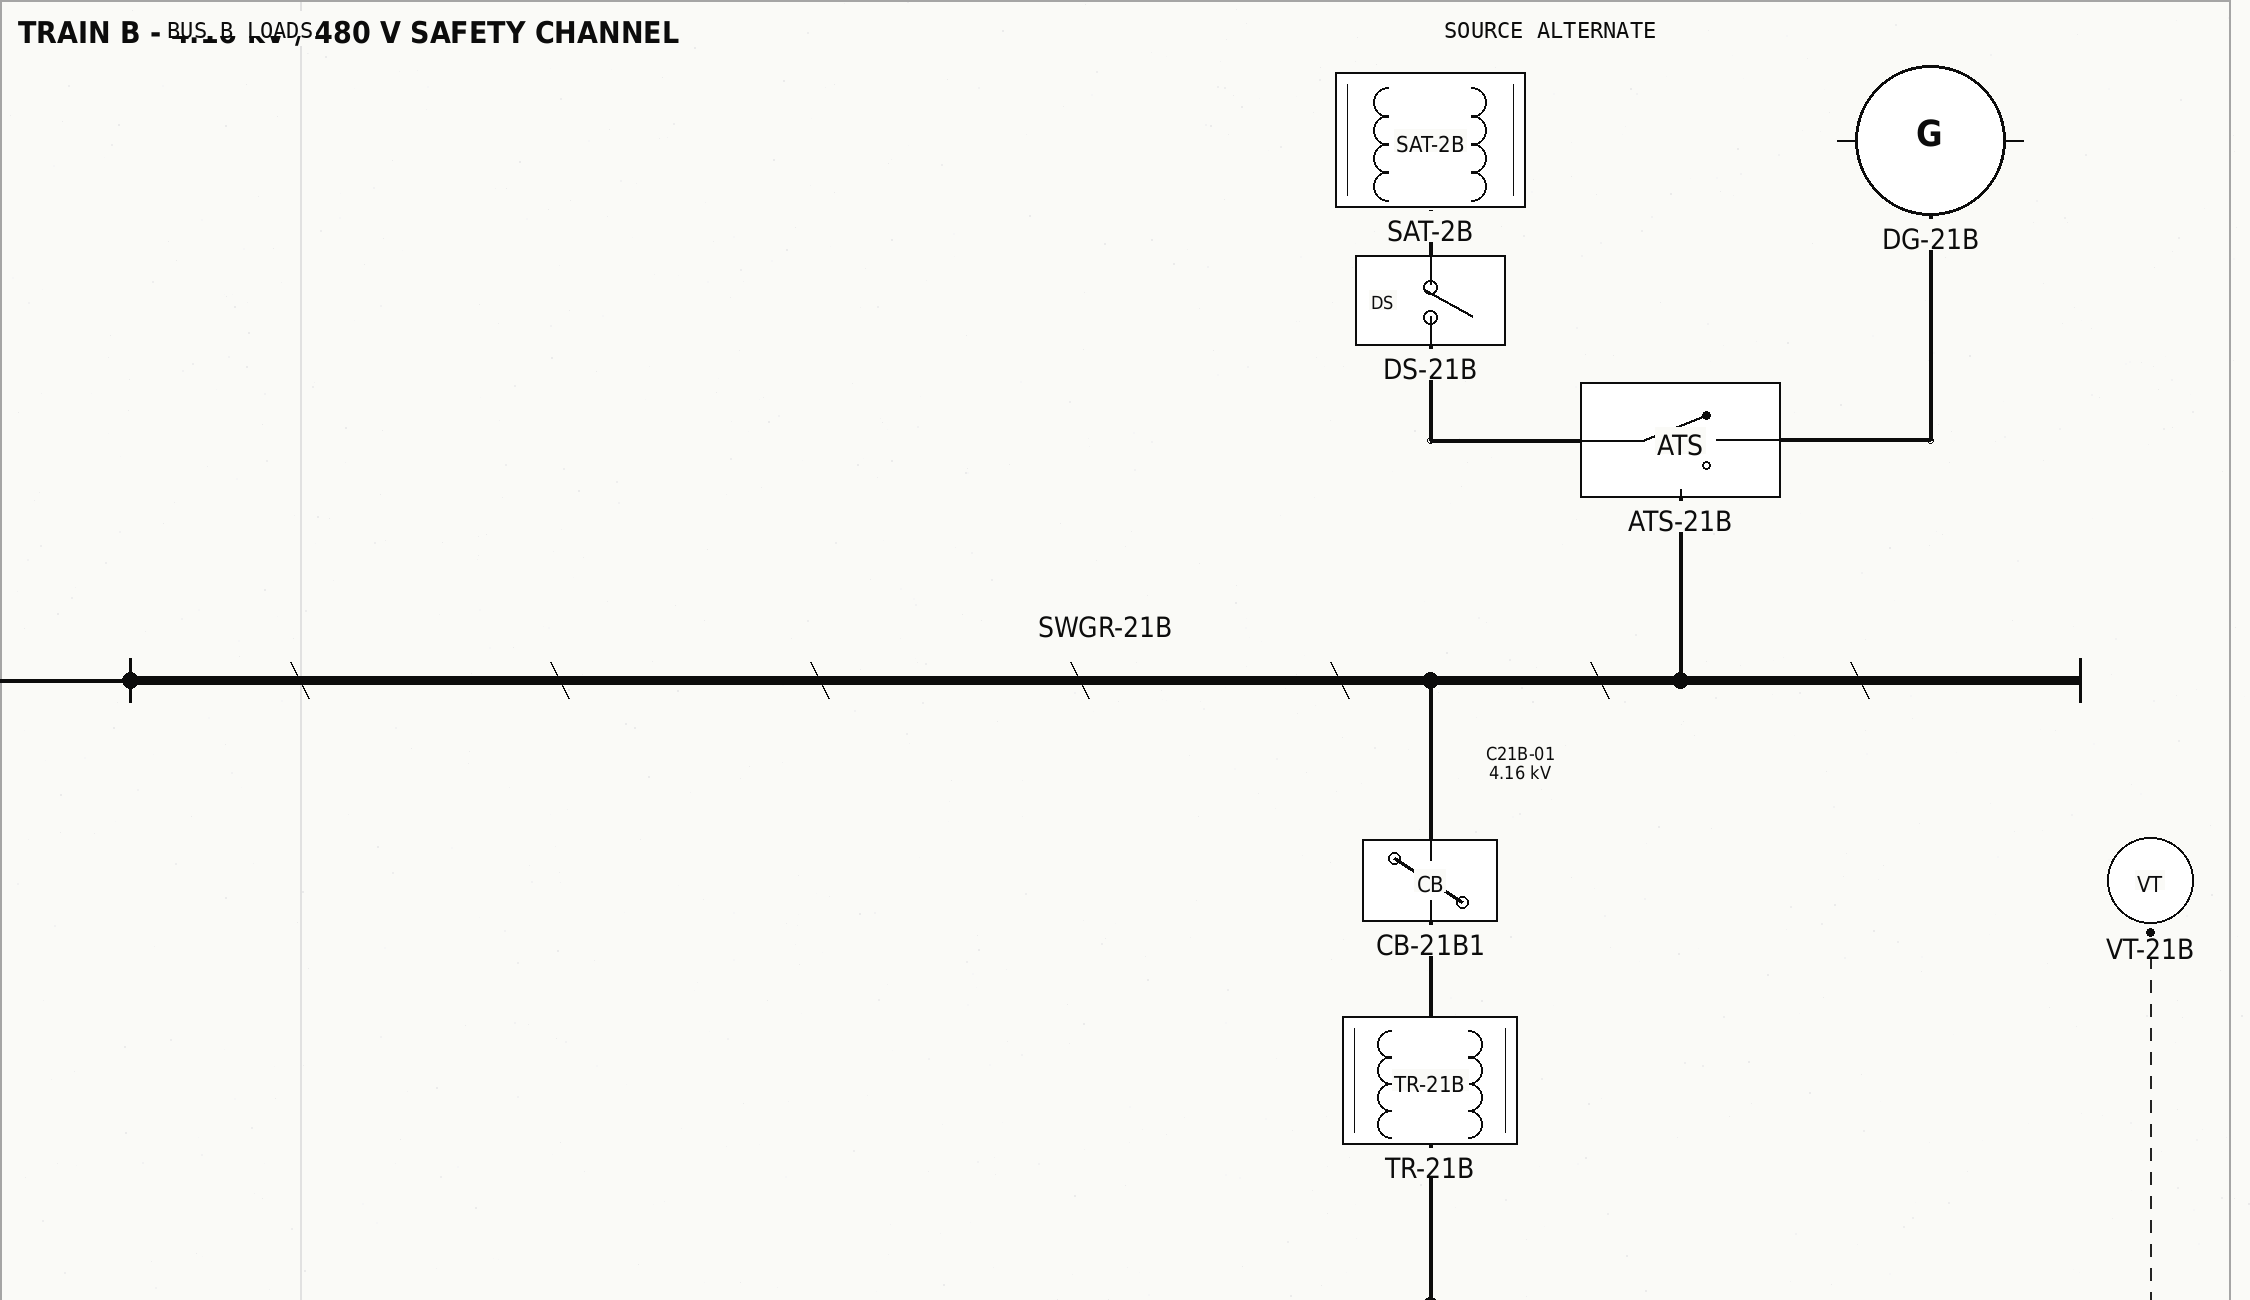 TRAIN B - 480 V SAFETY CHANNEL
BUS B LOADS
SOURCE ALTERNATE
SAT-2B
SAT-2B
G
DG-21B
DS
DS-21B
ATS
ATS-21B
SWGR-21B
C21B-01
4.16 kV
CB
CB-21B1
VT
VT-21B
TR-21B
TR-21B